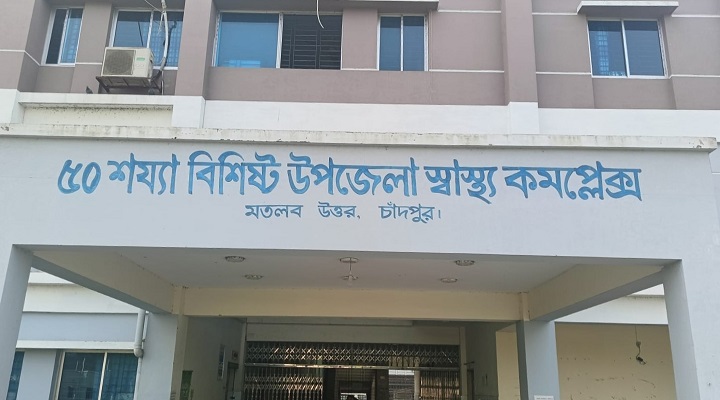 ৫০ শয্যা বিশিষ্ট উপজেলা স্বাস্থ্য কমপ্লেক্স
মতলব উত্তর, চাঁদপুর।